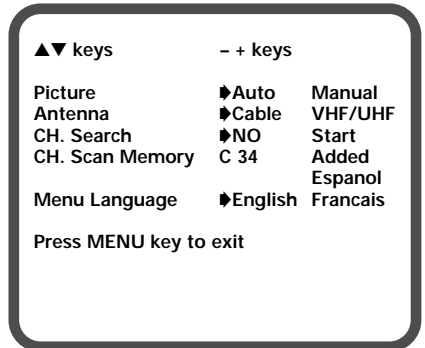 ▲▼ keys – + keys
Picture ➧Auto Manual
Antenna ➧Cable VHF/UHF
CH. Search ➧NO Start
CH. Scan Memory C 34 Added
Espanol
Menu Language ➧English Francais
Press MENU key to exit